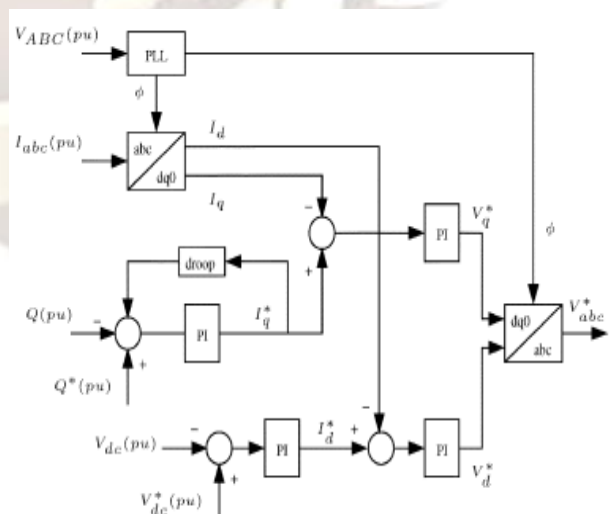 V_{ABC}(pu)
PLL
ϕ
I_{abc}(pu)
abc
dq0
I_d
I_q
−
+
PI
V_q^*
ϕ
droop
Q(pu)
−
+
PI
I_q^*
Q^*(pu)
dq0
abc
V_{abc}^*
V_{dc}(pu)
−
+
PI
I_d^*
−
+
PI
V_d^*
V_{dc}^*(pu)